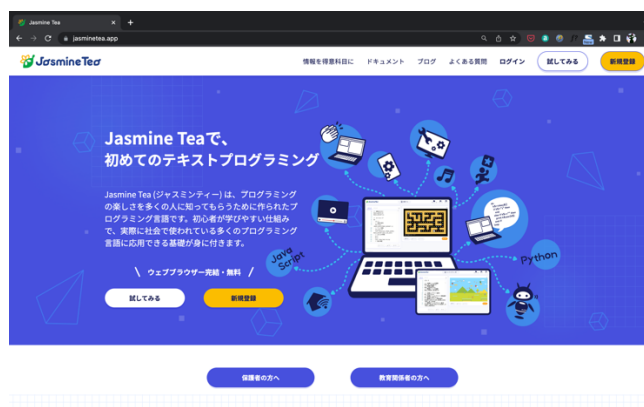 Jasmine Tea
jasminetea.app
JasmineTea
情報を得意科目に ドキュメント ブログ よくある質問 ログイン 試してみる 新規登録
Jasmine Teaで、
初めてのテキストプログラミング
Jasmine Tea (ジャスミンティー) は、プログラミング
の楽しさを多くの人に知ってもらうために作られたプ
ログラミング言語です。初心者が学びやすい仕組み
で、実際に社会で使われている多くのプログラミング
言語に応用できる基礎が身に付きます。
\ ウェブブラウザー完結・無料 /
試してみる 新規登録
Java
Script
Python
保護者の方へ 教育関係者の方へ